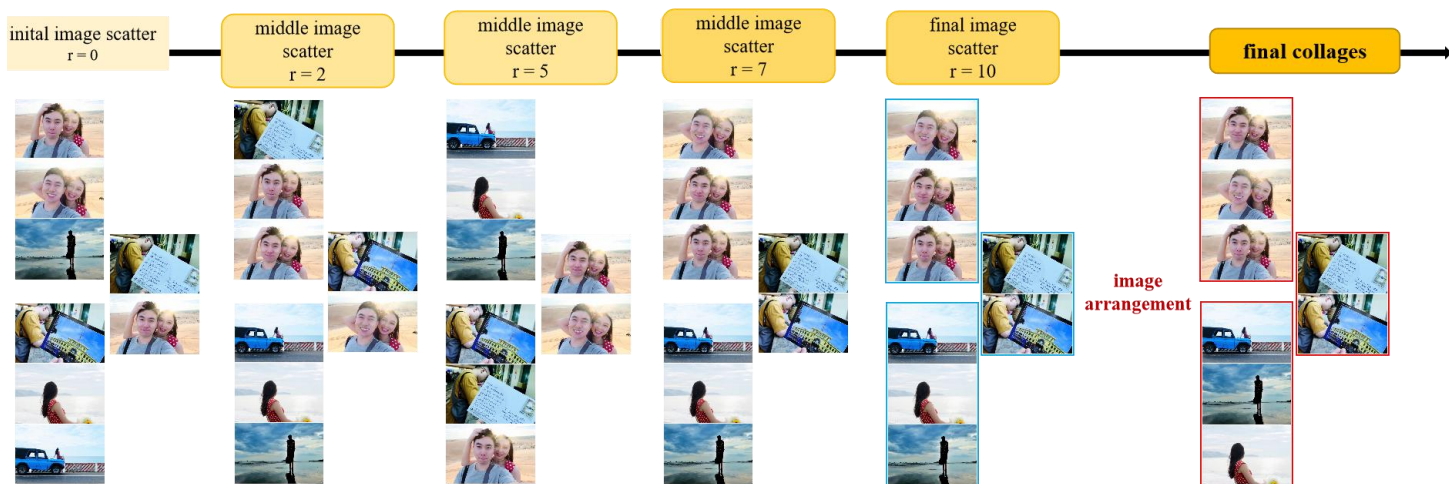 inital image scatter
r = 0
middle image
scatter
r = 2
middle image
scatter
r = 5
middle image
scatter
r = 7
final image
scatter
r = 10
final collages
image
arrangement